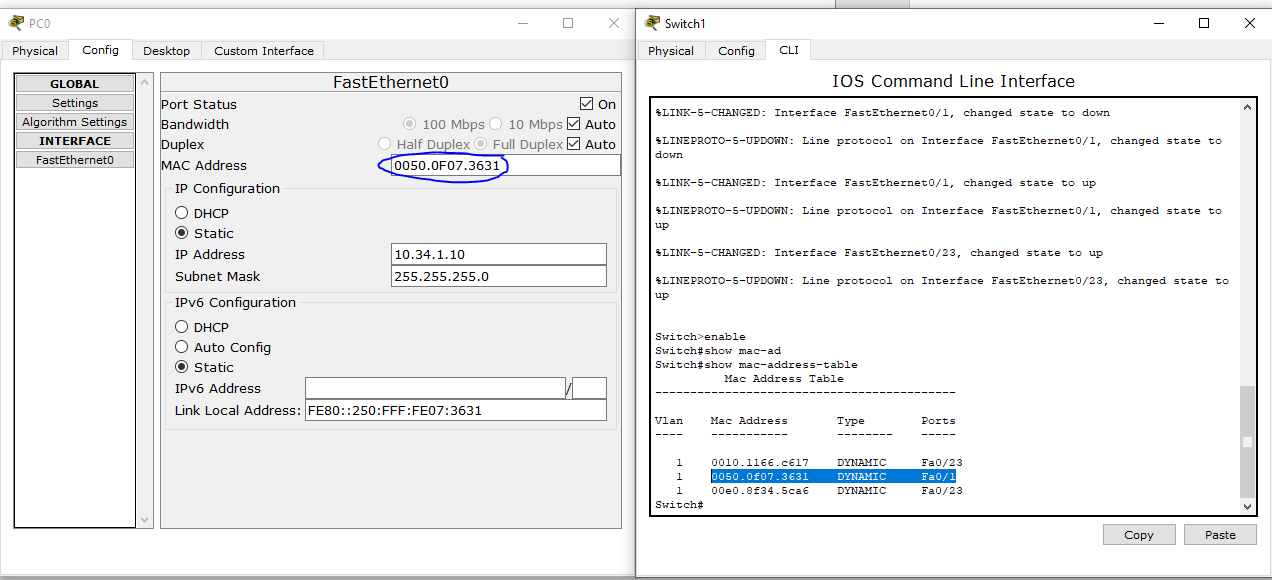 PC0
Physical Config Desktop Custom Interface
GLOBAL
Settings
Algorithm Settings
INTERFACE
FastEthernet0
FastEthernet0
Port Status On
Bandwidth 100 Mbps 10 Mbps Auto
Duplex Half Duplex Full Duplex Auto
MAC Address 0050.0F07.3631
IP Configuration
DHCP
Static
IP Address 10.34.1.10
Subnet Mask 255.255.255.0
IPv6 Configuration
DHCP
Auto Config
Static
IPv6 Address /
Link Local Address: FE80::250:FFF:FE07:3631
Switch1
Physical Config CLI
IOS Command Line Interface
%LINK-5-CHANGED: Interface FastEthernet0/1, changed state to down
%LINEPROTO-5-UPDOWN: Line protocol on Interface FastEthernet0/1, changed state to
down
%LINK-5-CHANGED: Interface FastEthernet0/1, changed state to up
%LINEPROTO-5-UPDOWN: Line protocol on Interface FastEthernet0/1, changed state to
up
%LINK-5-CHANGED: Interface FastEthernet0/23, changed state to up
%LINEPROTO-5-UPDOWN: Line protocol on Interface FastEthernet0/23, changed state to
up
Switch>enable
Switch#show mac-ad
Switch#show mac-address-table
Mac Address Table
-------------------------------------------
Vlan Mac Address Type Ports
---- ----------- -------- -----
1 0010.1166.c617 DYNAMIC Fa0/23
1 0050.0f07.3631 DYNAMIC Fa0/1
1 00e0.8f34.5ca6 DYNAMIC Fa0/23
Switch#
Copy Paste